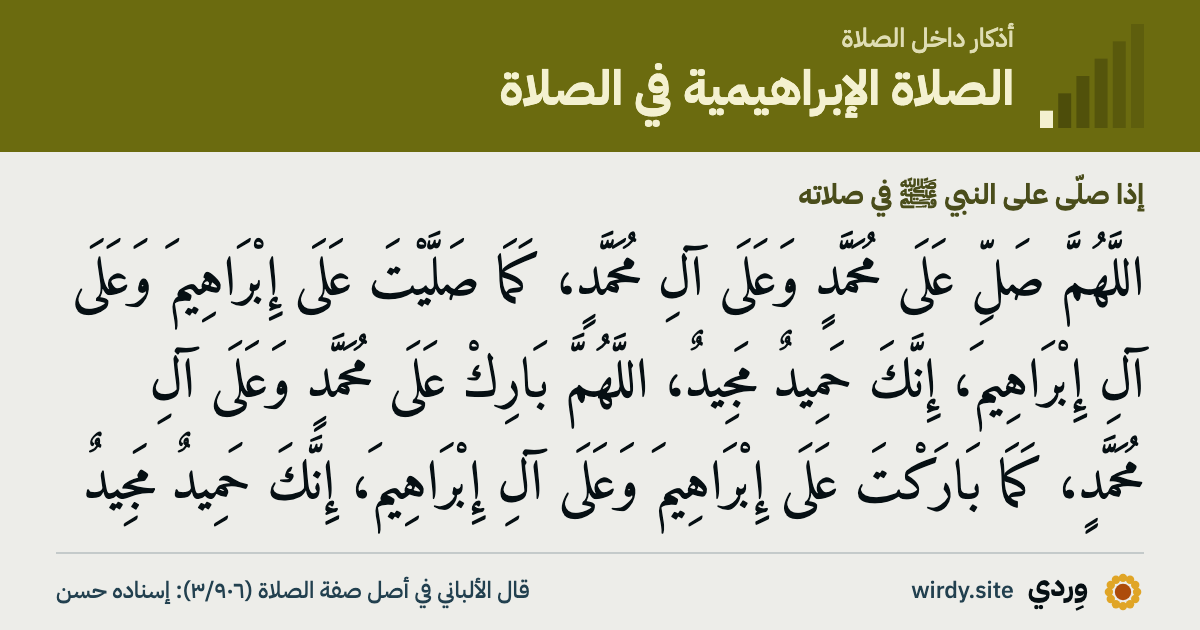 أذكار داخل الصلاة
الصلاة الإبراهيمية في الصلاة
إذا صلّى على النبي ﷺ في صلاته
اللَّهُمَّ صَلِّ عَلَى مُحَمَّدٍ وَعَلَى آلِ مُحَمَّدٍ، كَمَا صَلَّيْتَ عَلَى إِبْرَاهِيمَ وَعَلَى
آلِ إِبْرَاهِيمَ، إِنَّكَ حَمِيدٌ مَجِيدٌ، اللَّهُمَّ بَارِكْ عَلَى مُحَمَّدٍ وَعَلَى آلِ
مُحَمَّدٍ، كَمَا بَارَكْتَ عَلَى إِبْرَاهِيمَ وَعَلَى آلِ إِبْرَاهِيمَ، إِنَّكَ حَمِيدٌ مَجِيدٌ
وِردي wirdy.site
قال الألباني في أصل صفة الصلاة (٣/٩٠٦): إسناده حسن